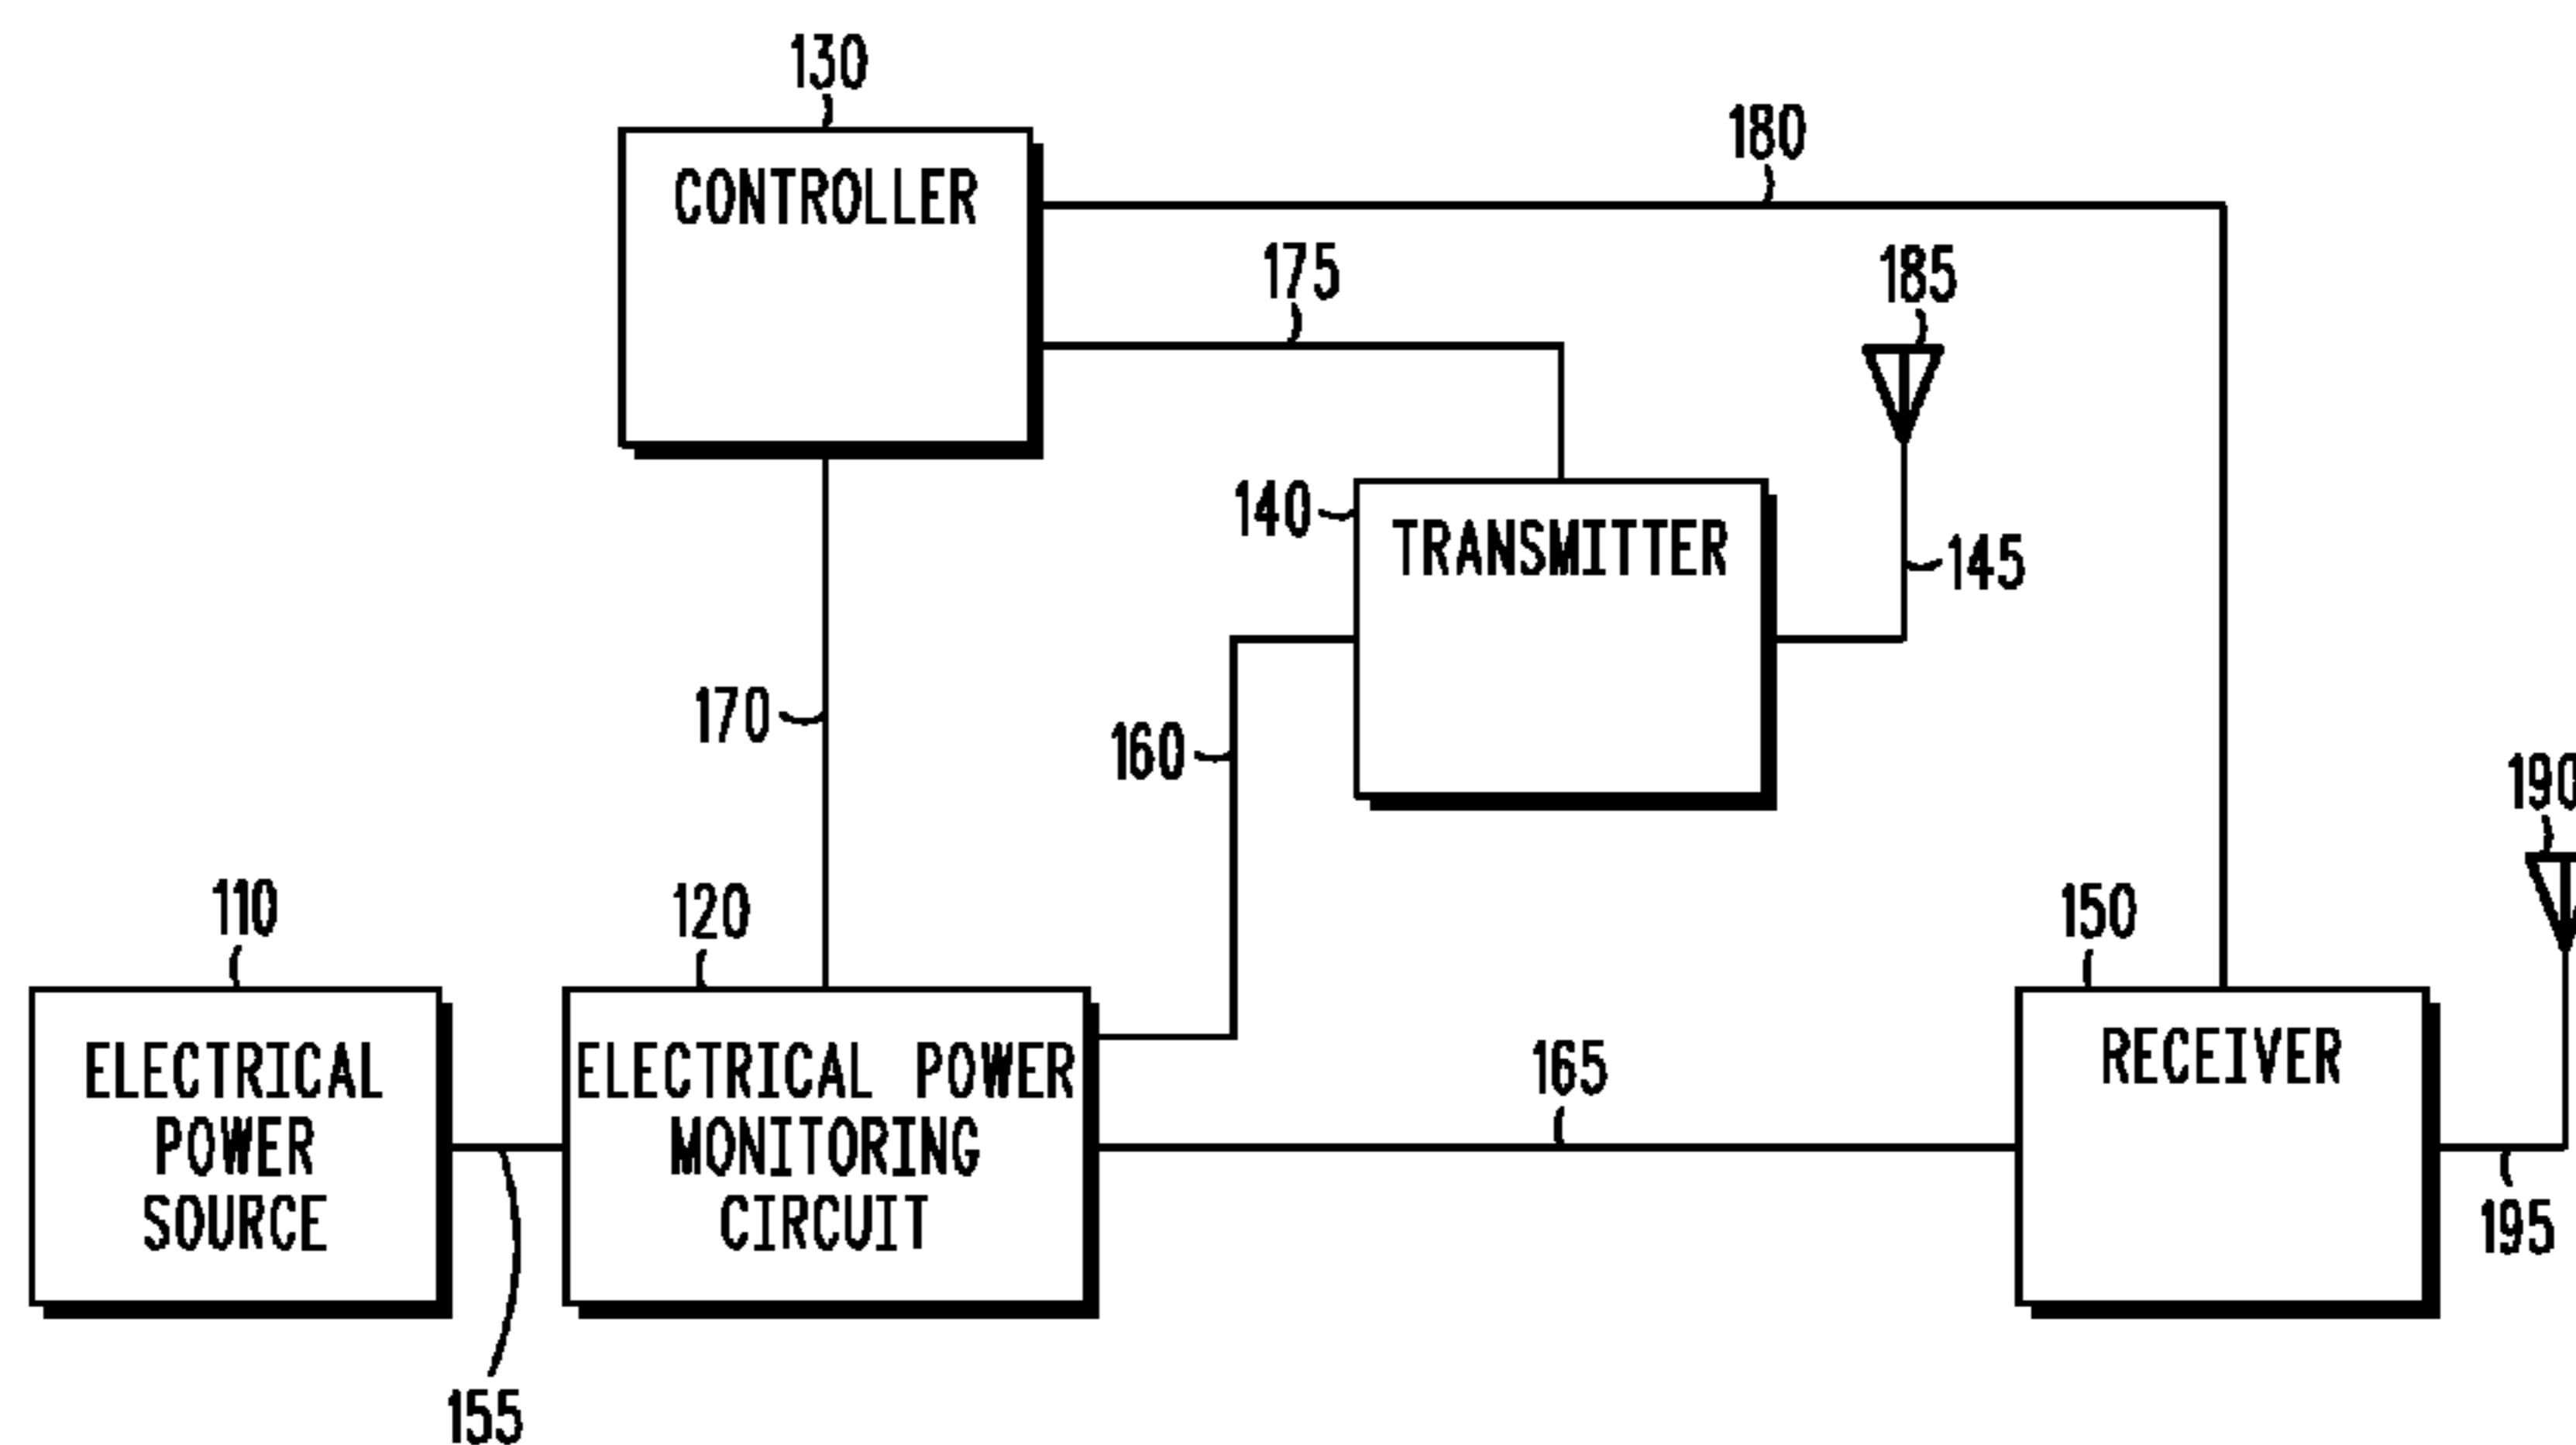 130
CONTROLLER
180
175
185
140
TRANSMITTER
145
170
160
190
110
120
150
ELECTRICAL
POWER
SOURCE
ELECTRICAL POWER
MONITORING
CIRCUIT
165
RECEIVER
195
155